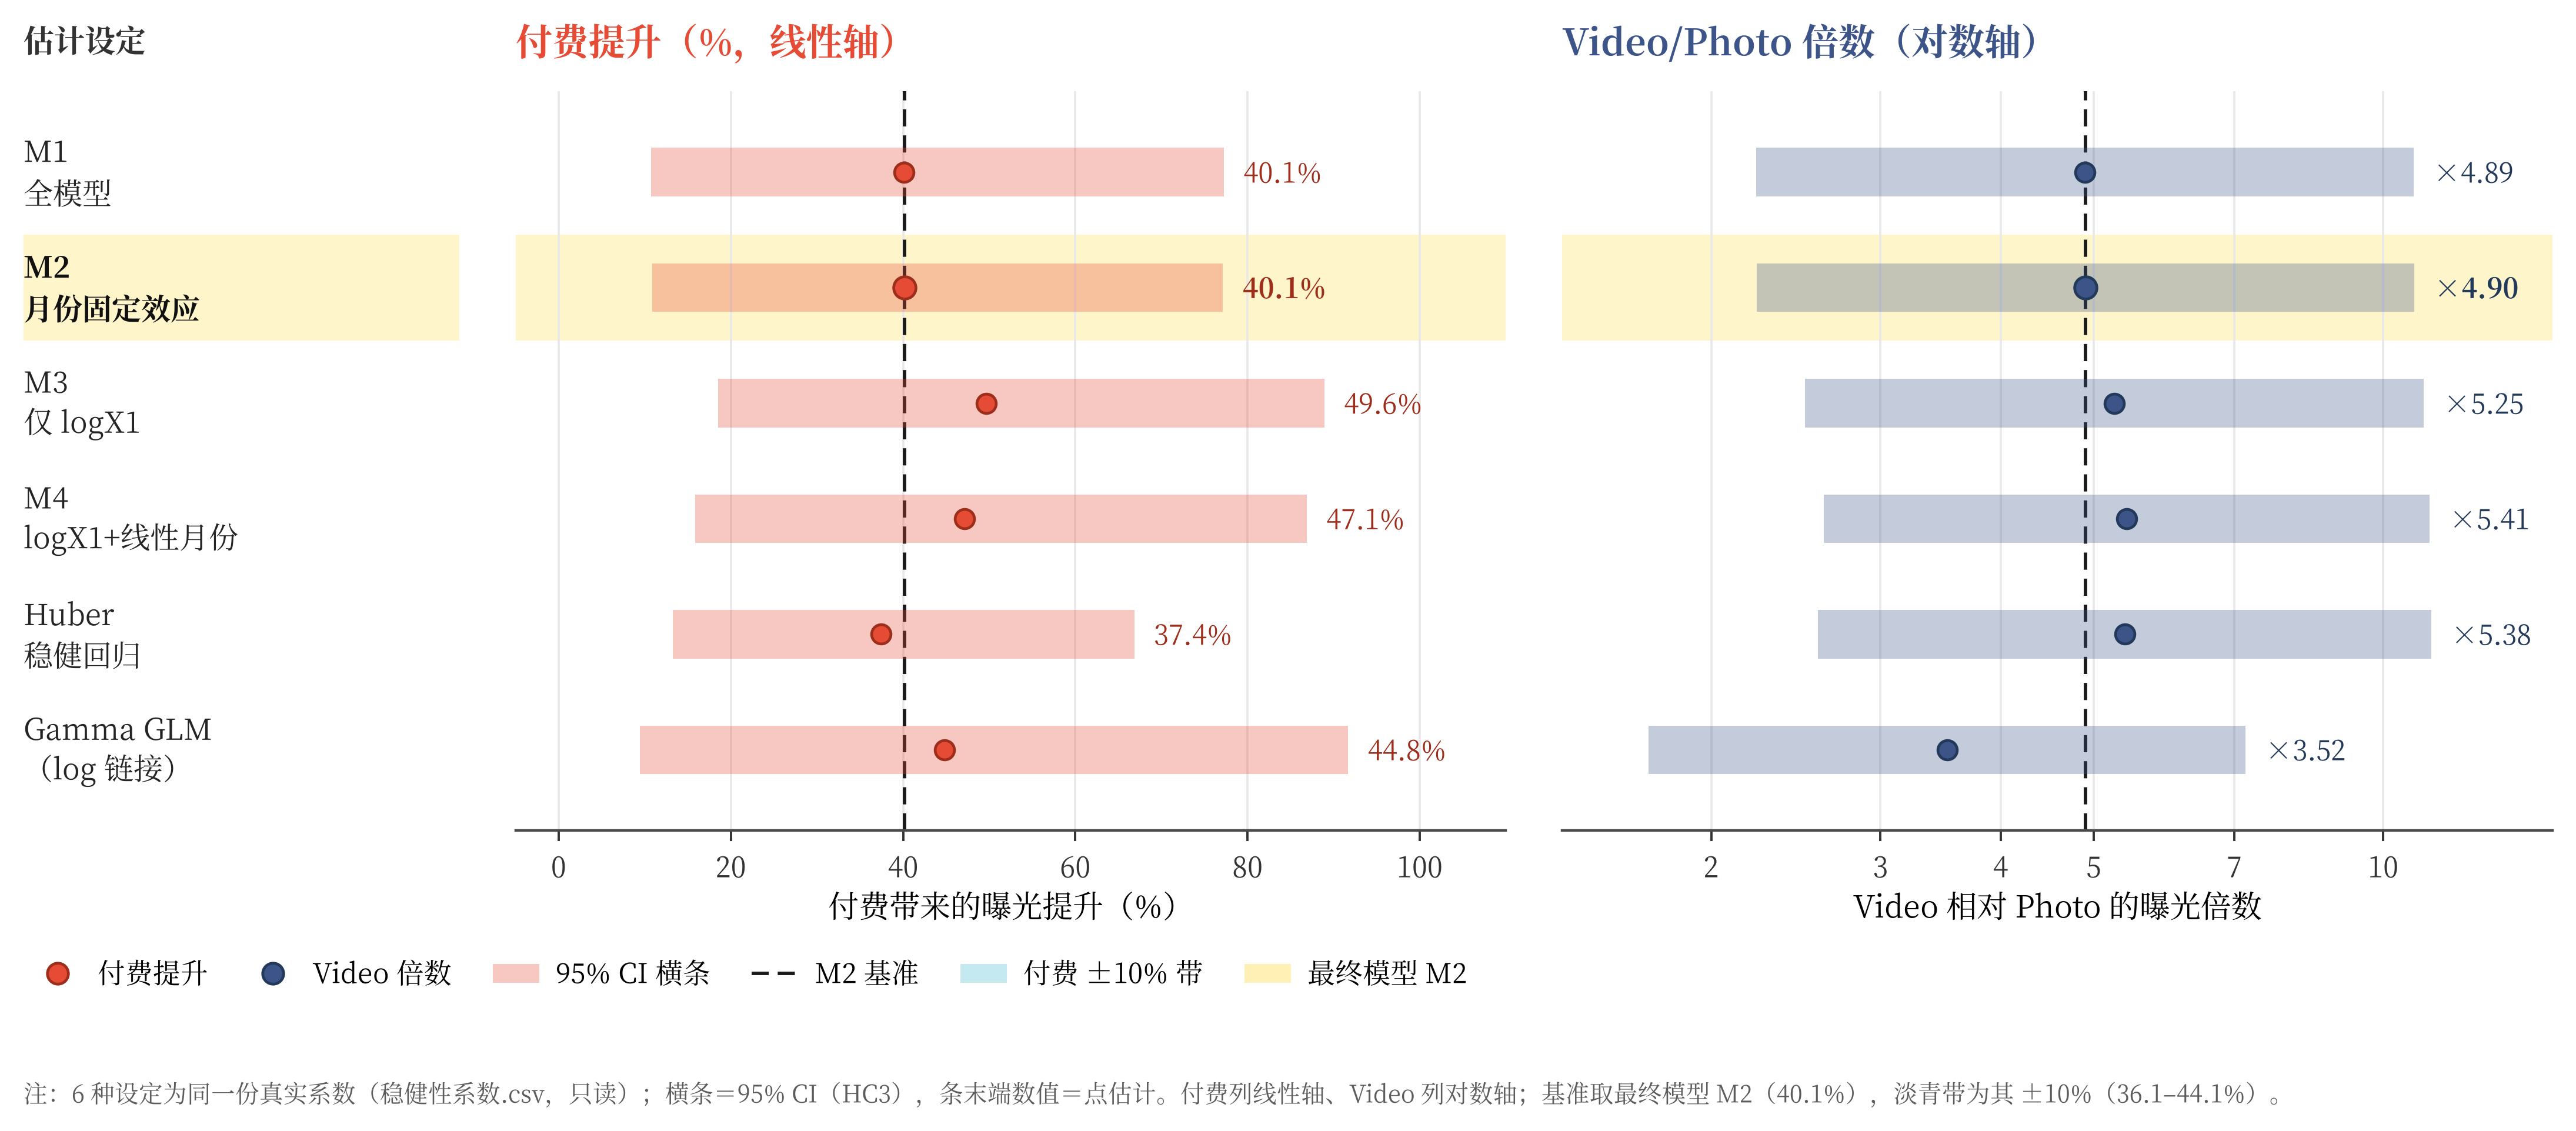 估计设定
付费提升（%，线性轴）
Video/Photo 倍数（对数轴）
M1
全模型
40.1%
×4.89
M2
月份固定效应
40.1%
×4.90
M3
仅 logX1
49.6%
×5.25
M4
logX1+线性月份
47.1%
×5.41
Huber
稳健回归
37.4%
×5.38
Gamma GLM
（log 链接）
44.8%
×3.52
0 20 40 60 80 100
付费带来的曝光提升（%）
2 3 4 5 7 10
Video 相对 Photo 的曝光倍数
付费提升 Video 倍数 95% CI 横条 M2 基准 付费 ±10% 带 最终模型 M2
注：6 种设定为同一份真实系数（稳健性系数.csv，只读）；横条＝95% CI（HC3），条末端数值＝点估计。付费列线性轴、Video 列对数轴；基准取最终模型 M2（40.1%），淡青带为其 ±10%（36.1–44.1%）。